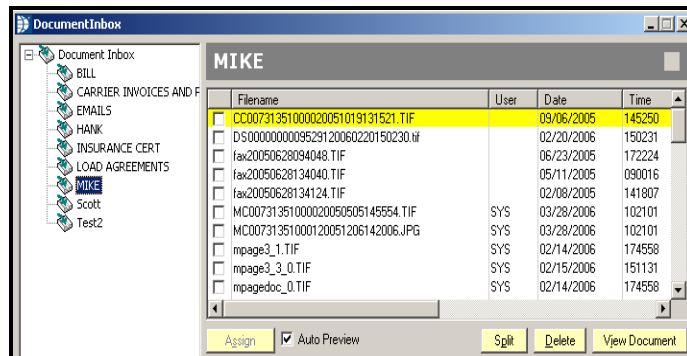 DocumentInbox
Document Inbox
BILL
CARRIER INVOICES AND F
EMAILS
HANK
INSURANCE CERT
LOAD AGREEMENTS
MIKE
Scott
Test2
MIKE
Filename User Date Time
CC00731351000020051019131521.TIF 09/06/2005 145250
DS00000000952912006022015​0230.tif 02/20/2006 150231
fax20050628094048.TIF 06/23/2005 172224
fax20050628134040.TIF 05/11/2005 090016
fax20050628134124.TIF 02/08/2005 141807
MC00731351000020050505145554.TIF SYS 03/28/2006 102101
MC00731351000120051206142006.JPG SYS 03/28/2006 102101
mpage3_1.TIF SYS 02/14/2006 174558
mpage3_3_0.TIF SYS 02/15/2006 151131
mpagedoc_0.TIF SYS 02/14/2006 174558
Assign Auto Preview Split Delete View Document